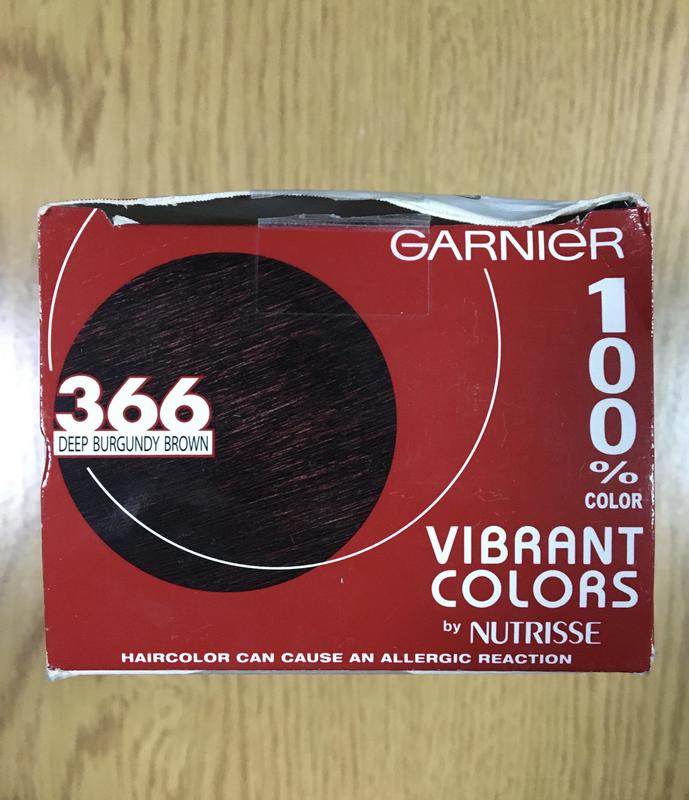 GARNIER
100
%
COLOR
366
DEEP BURGUNDY BROWN
VIBRANT
COLORS
by NUTRISSE
HAIRCOLOR CAN CAUSE AN ALLERGIC REACTION